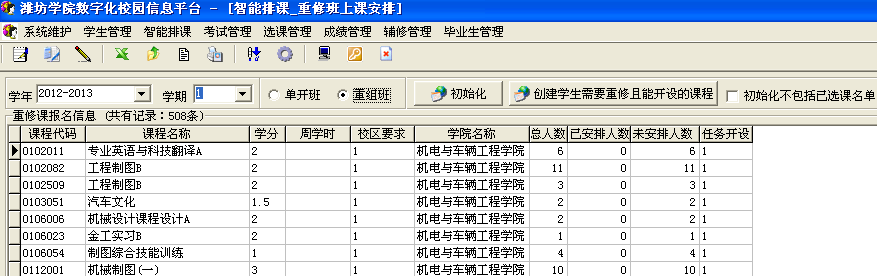 潍坊学院数字化校园信息平台 - [智能排课_重修班上课安排]
系统维护 学生管理 智能排课 考试管理 选课管理 成绩管理 辅修管理 毕业生管理
学年 2012-2013 学期 1 单开班 重组班 初始化 创建学生需要重修且能开设的课程 初始化不包括已选课名单
重修课报名信息 (共有记录:508条)
课程代码 课程名称 学分 周学时 校区要求 学院名称 总人数 已安排人数 未安排人数 任务开设
0102011 专业英语与科技翻译A 2 1 机电与车辆工程学院 6 0 6 1
0102082 工程制图B 2 1 机电与车辆工程学院 11 0 11 1
0102509 工程制图B 2 1 机电与车辆工程学院 3 0 3 1
0103051 汽车文化 1.5 1 机电与车辆工程学院 2 0 2 1
0106006 机械设计课程设计A 2 1 机电与车辆工程学院 2 0 2 1
0106023 金工实习B 2 1 机电与车辆工程学院 1 0 1 1
0106054 制图综合技能训练 1 1 机电与车辆工程学院 4 0 4 1
0112001 机械制图(一) 3 1 机电与车辆工程学院 10 0 10 1